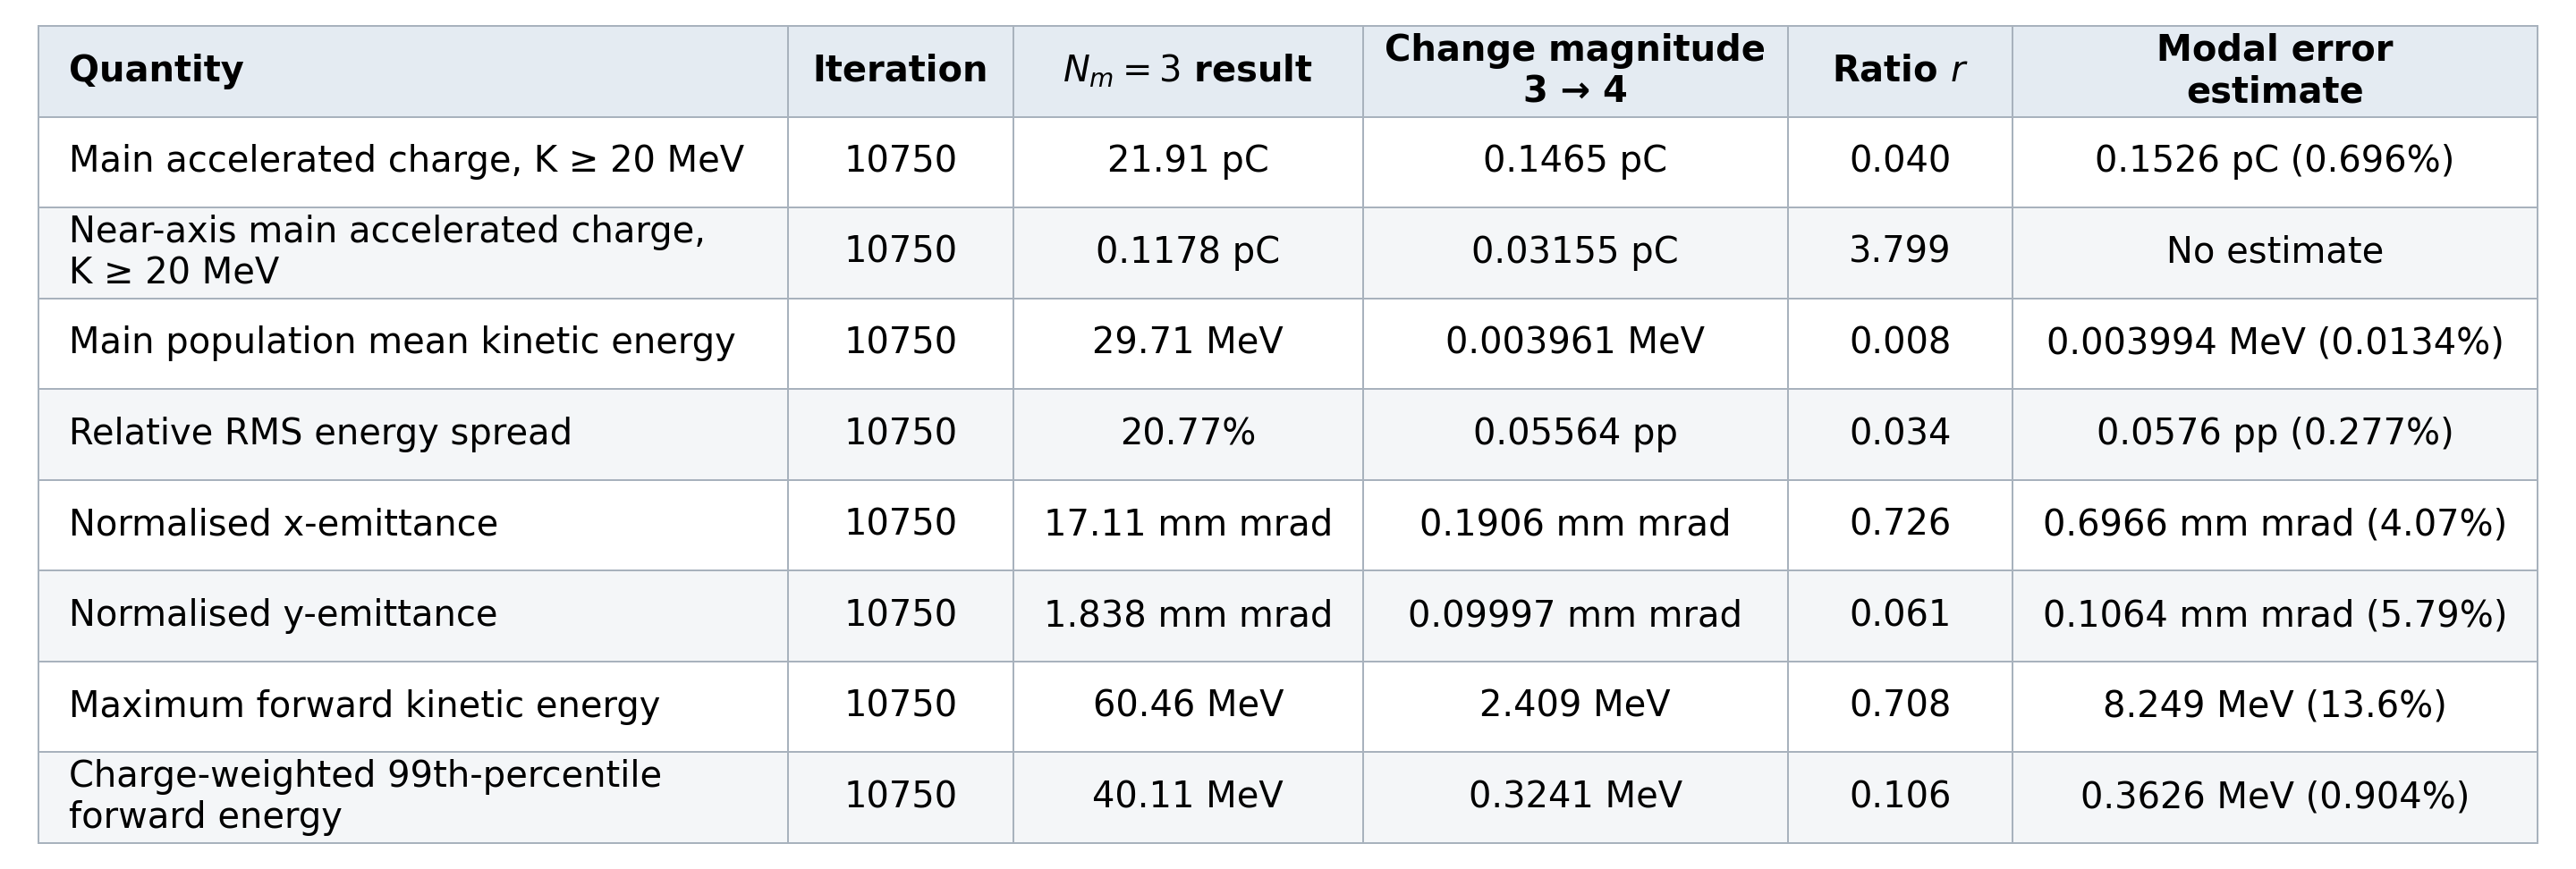 Quantity Iteration N_m = 3 result Change magnitude 3 → 4 Ratio r Modal error estimate
Main accelerated charge, K ≥ 20 MeV 10750 21.91 pC 0.1465 pC 0.040 0.1526 pC (0.696%)
Near-axis main accelerated charge, K ≥ 20 MeV 10750 0.1178 pC 0.03155 pC 3.799 No estimate
Main population mean kinetic energy 10750 29.71 MeV 0.003961 MeV 0.008 0.003994 MeV (0.0134%)
Relative RMS energy spread 10750 20.77% 0.05564 pp 0.034 0.0576 pp (0.277%)
Normalised x-emittance 10750 17.11 mm mrad 0.1906 mm mrad 0.726 0.6966 mm mrad (4.07%)
Normalised y-emittance 10750 1.838 mm mrad 0.09997 mm mrad 0.061 0.1064 mm mrad (5.79%)
Maximum forward kinetic energy 10750 60.46 MeV 2.409 MeV 0.708 8.249 MeV (13.6%)
Charge-weighted 99th-percentile forward energy 10750 40.11 MeV 0.3241 MeV 0.106 0.3626 MeV (0.904%)